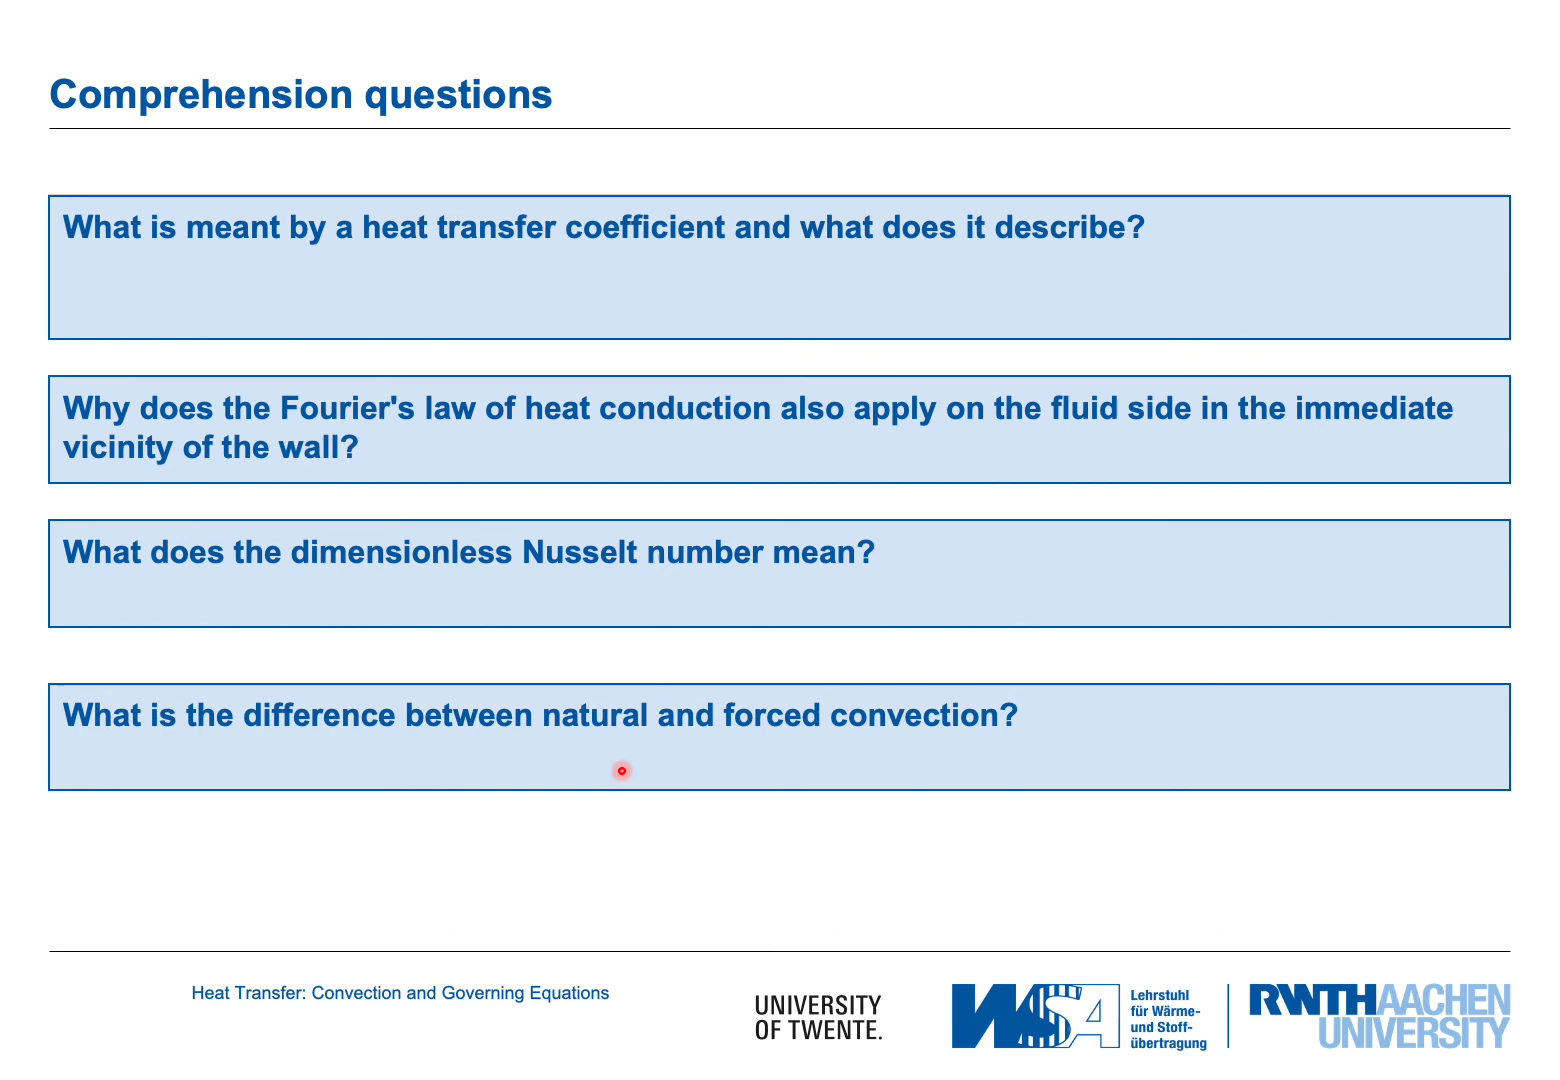 Comprehension questions
What is meant by a heat transfer coefficient and what does it describe?
Why does the Fourier's law of heat conduction also apply on the fluid side in the immediate
vicinity of the wall?
What does the dimensionless Nusselt number mean?
What is the difference between natural and forced convection?
Heat Transfer: Convection and Governing Equations
UNIVERSITY
OF TWENTE.
WSA
Lehrstuhl
für Wärme-
und Stoff-
übertragung
RWTHAACHEN
UNIVERSITY